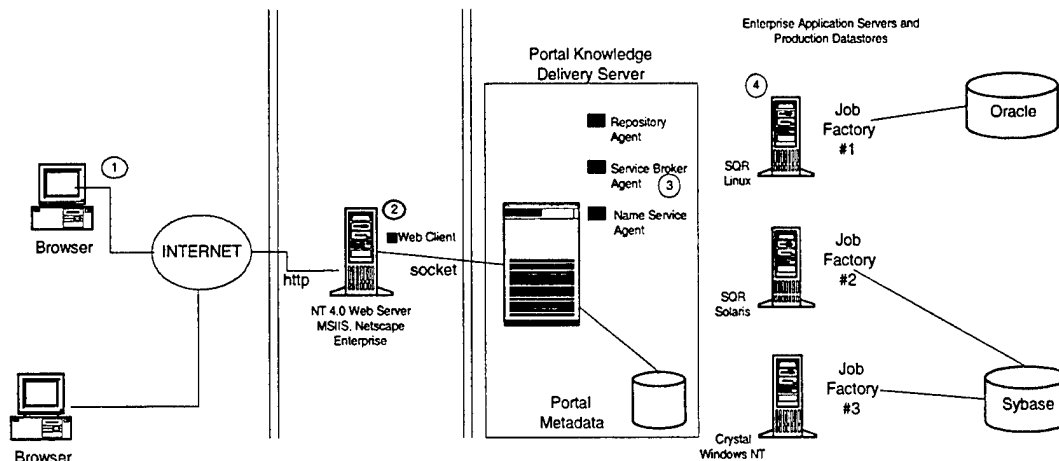 Enterprise Application Servers and
Production Datastores
Portal Knowledge
Delivery Server
4
Repository
Agent
Job
Factory
#1
Oracle
SQR
Linux
1
Service Broker
Agent
3
2
Name Service
Agent
Web Client
Browser
INTERNET
http
socket
Job
Factory
#2
SQR
Solaris
NT 4.0 Web Server
MSIIS, Netscape
Enterprise
Job
Factory
#3
Sybase
Portal
Metadata
Crystal
Windows NT
Browser